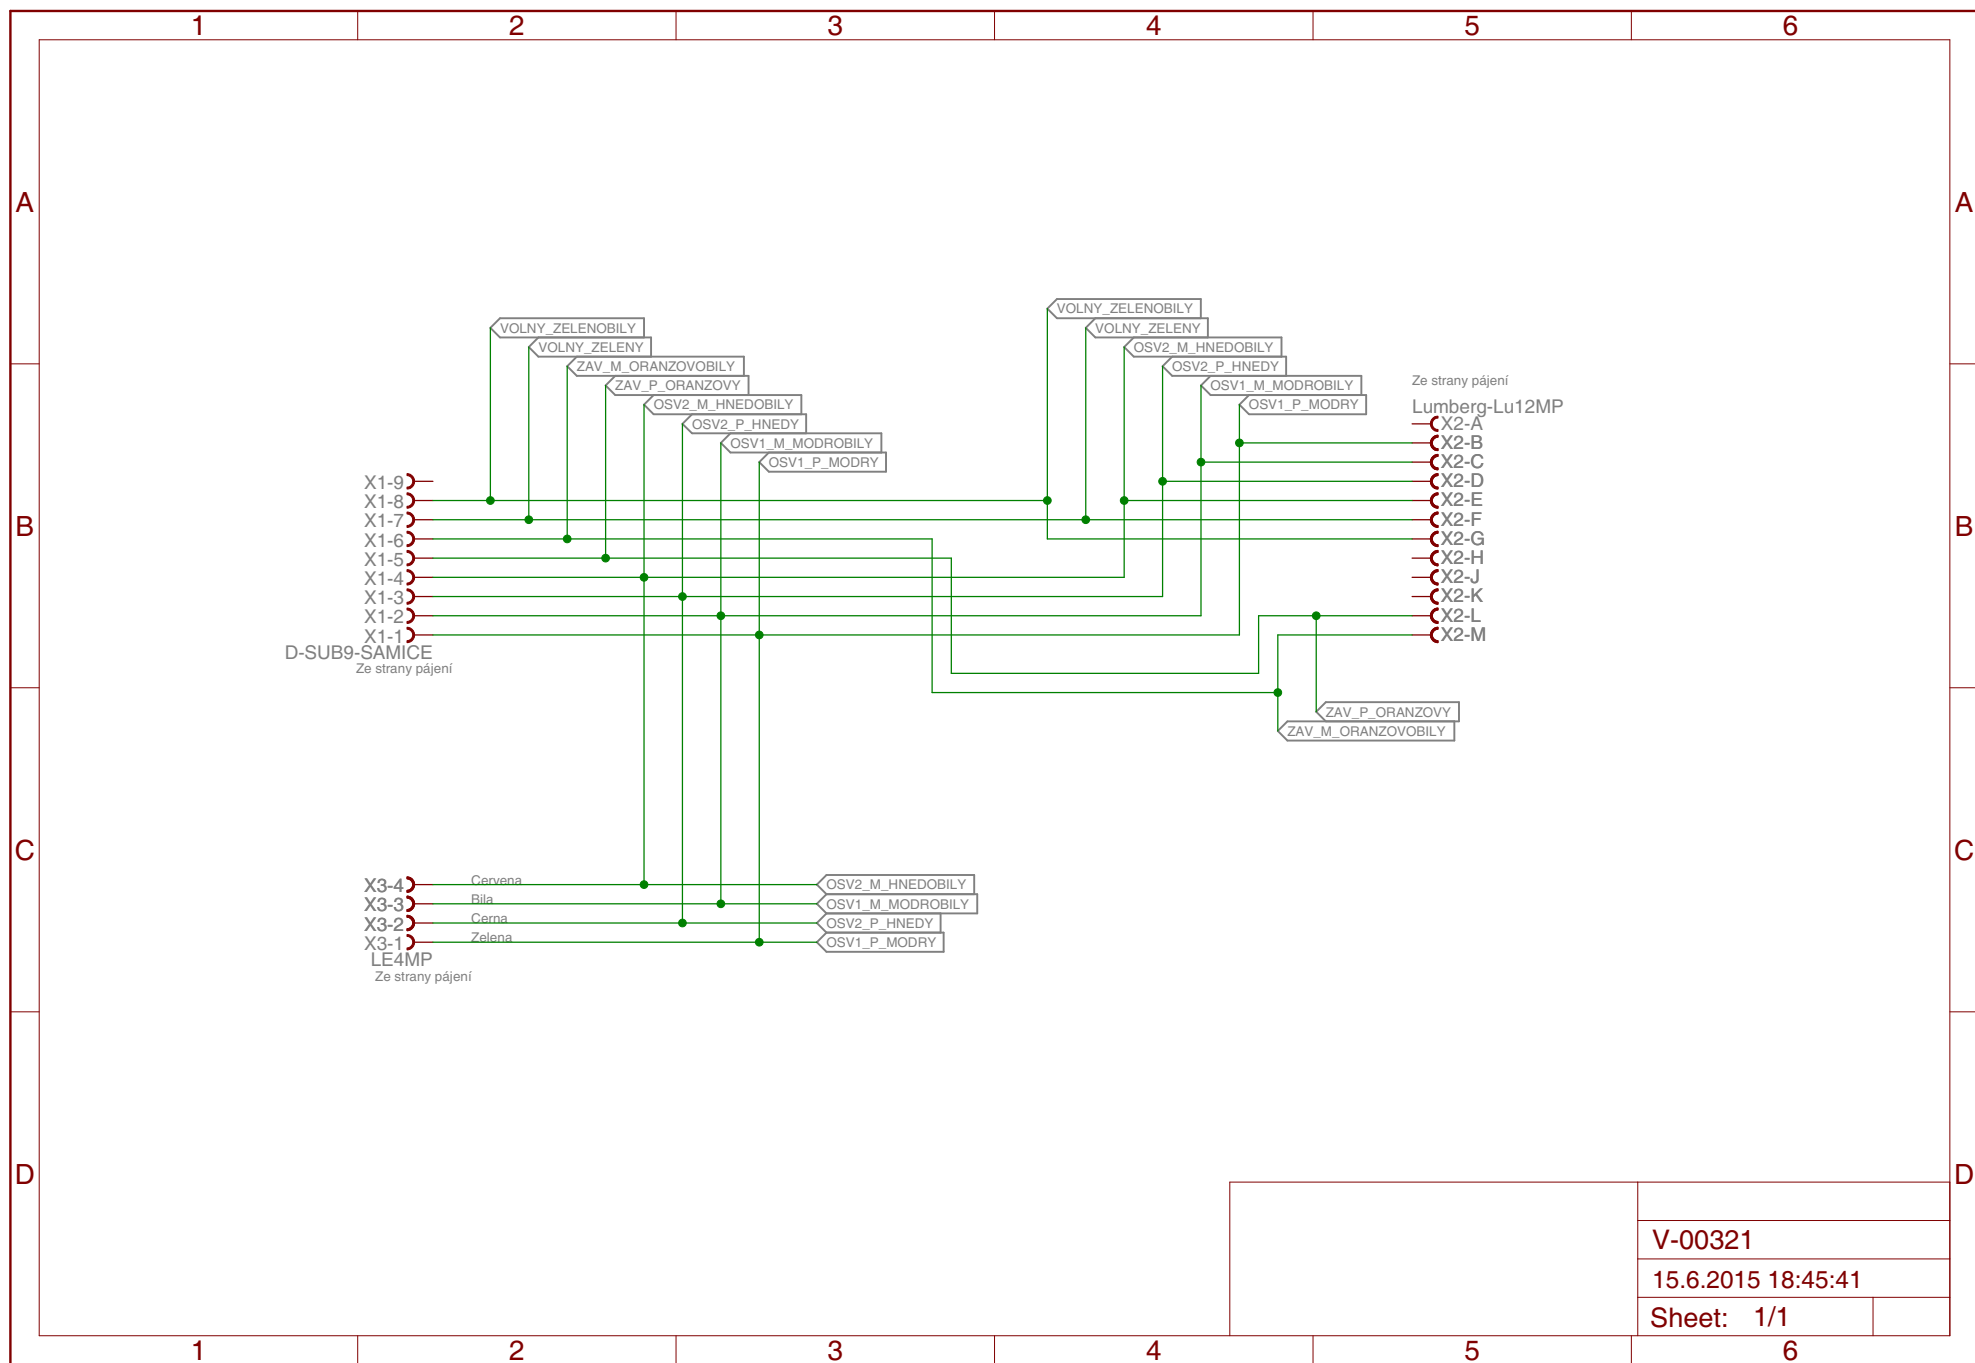 1 2 3 4 5 6
A A
VOLNY_ZELENOBILY
VOLNY_ZELENY
ZAV_M_ORANZOVOBILY
ZAV_P_ORANZOVY
OSV2_M_HNEDOBILY
OSV2_P_HNEDY
OSV1_M_MODROBILY
OSV1_P_MODRY
VOLNY_ZELENOBILY
VOLNY_ZELENY
OSV2_M_HNEDOBILY
OSV2_P_HNEDY
OSV1_M_MODROBILY
OSV1_P_MODRY
Ze strany pájení
Lumberg-Lu12MP
X2-A
X2-B
X2-C
X2-D
X2-E
X2-F
X2-G
X2-H
X2-J
X2-K
X2-L
X2-M
B B
X1-9
X1-8
X1-7
X1-6
X1-5
X1-4
X1-3
X1-2
X1-1
D-SUB9-SAMICE
Ze strany pájení
ZAV_P_ORANZOVY
ZAV_M_ORANZOVOBILY
C C
X3-4 Cervena OSV2_M_HNEDOBILY
X3-3 Bila OSV1_M_MODROBILY
X3-2 Cerna OSV2_P_HNEDY
X3-1 Zelena OSV1_P_MODRY
LE4MP
Ze strany pájení
D D
V-00321
15.6.2015 18:45:41
Sheet: 1/1
1 2 3 4 5 6